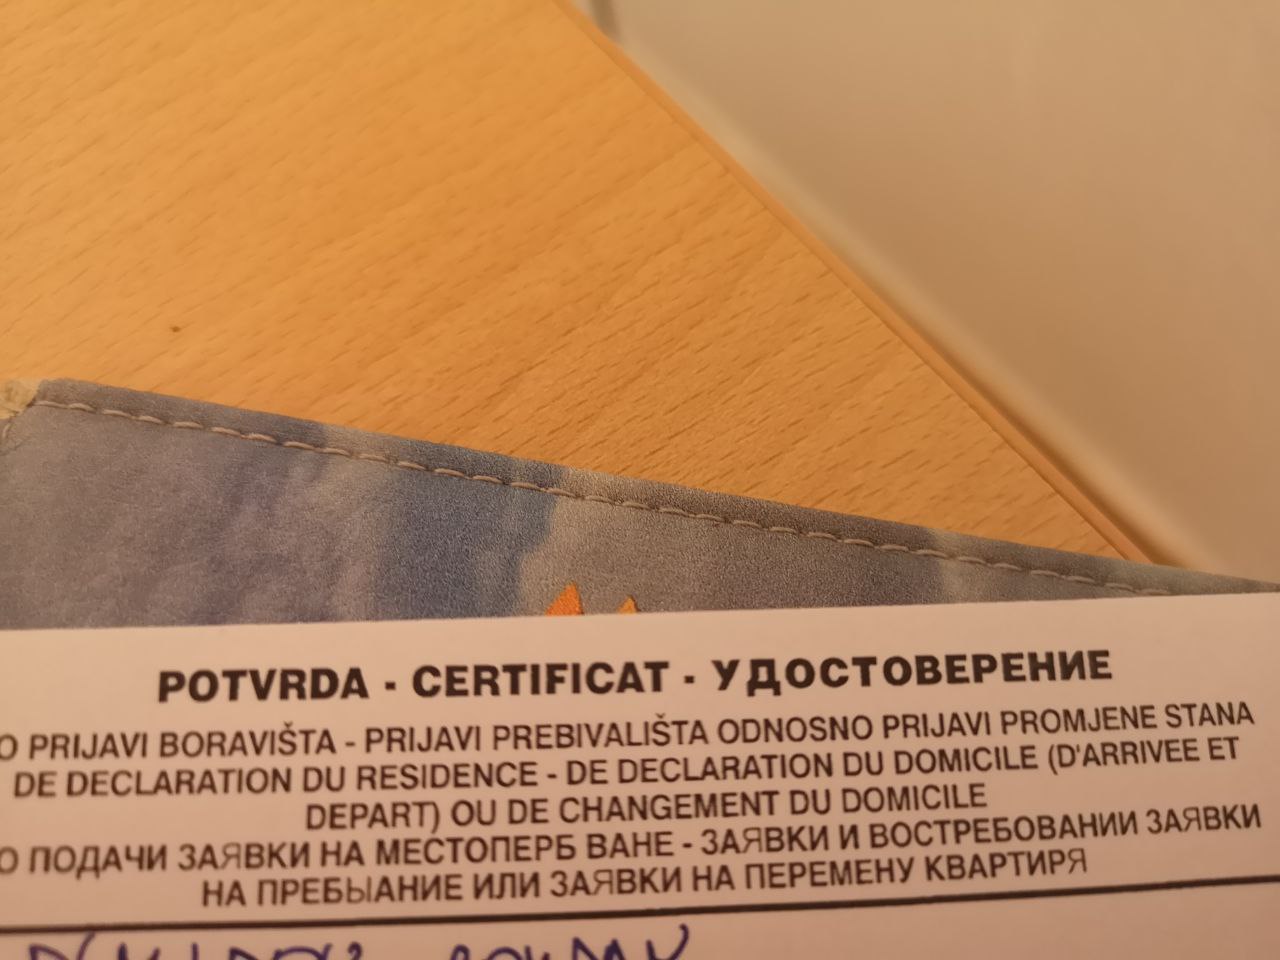 POTVRDA - CERTIFICAT - УДОСТОВЕРЕНИЕ
O PRIJAVI BORAVIŠTA - PRIJAVI PREBIVALIŠTA ODNOSNO PRIJAVI PROMJENE STANA
DE DECLARATION DU RESIDENCE - DE DECLARATION DU DOMICILE (D'ARRIVEE ET
DEPART) OU DE CHANGEMENT DU DOMICILE
О ПОДАЧИ ЗАЯВКИ НА МЕСТОПЕРБ ВАНЕ - ЗАЯВКИ И ВОСТРЕБОВАНИИ ЗАЯВКИ
НА ПРЕБЫАНИЕ ИЛИ ЗАЯВКИ НА ПЕРЕМЕНУ КВАРТИРЯ